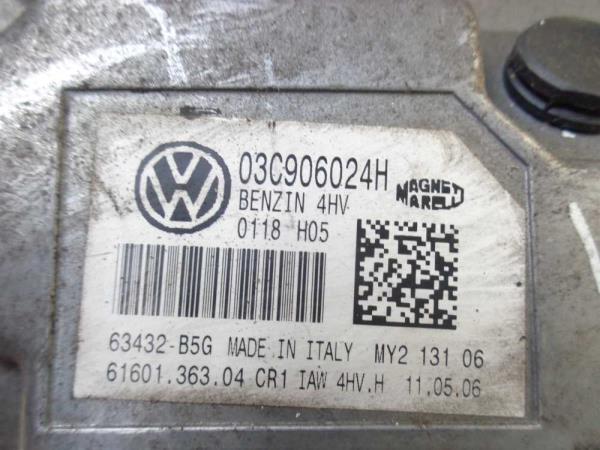 03C906024H
MAGNETI
MARELLI
BENZIN 4HV
0118 H05
63432-B5G MADE IN ITALY MY2 131 06
61601.363.04 CR1 IAW 4HV.H 11.05.06